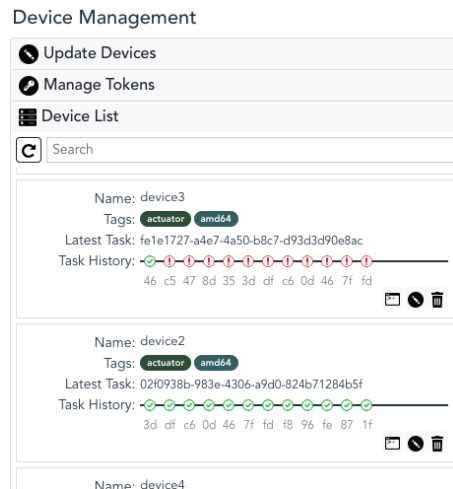 Device Management
Update Devices
Manage Tokens
Device List
Search
Name: device3
Tags: actuator amd64
Latest Task: fe1e1727-a4e7-4a50-b8c7-d93d3d90e8ac
Task History:
46 c5 47 8d 35 3d df c6 0d 46 7f fd
Name: device2
Tags: actuator amd64
Latest Task: 02f0938b-983e-4306-a9d0-824b71284b5f
Task History:
3d df c6 0d 46 7f fd f8 96 fe 87 1f
Name: device4